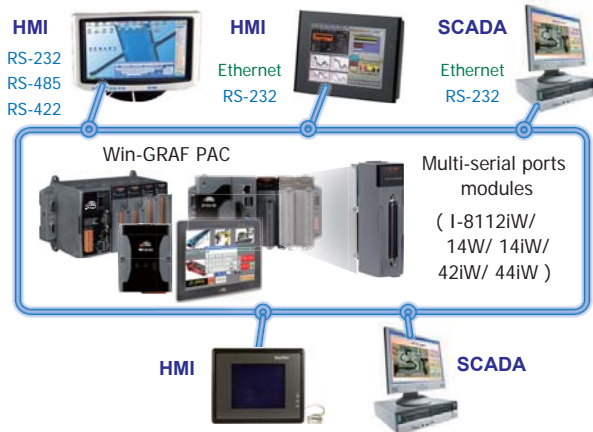 HMI
RS-232
RS-485
RS-422
HMI
Ethernet
RS-232
SCADA
Ethernet
RS-232
Win-GRAF PAC
Multi-serial ports
modules
( I-8112iW/
14W/ 14iW/
42iW/ 44iW )
HMI
SCADA